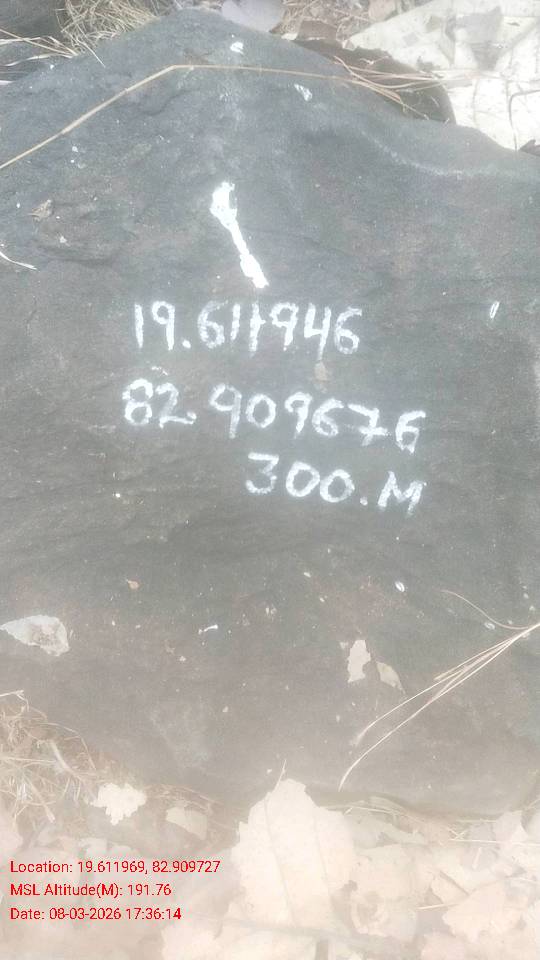 19.611946
82.909676
300.M
Location: 19.611969, 82.909727
MSL Altitude(M): 191.76
Date: 08-03-2026 17:36:14